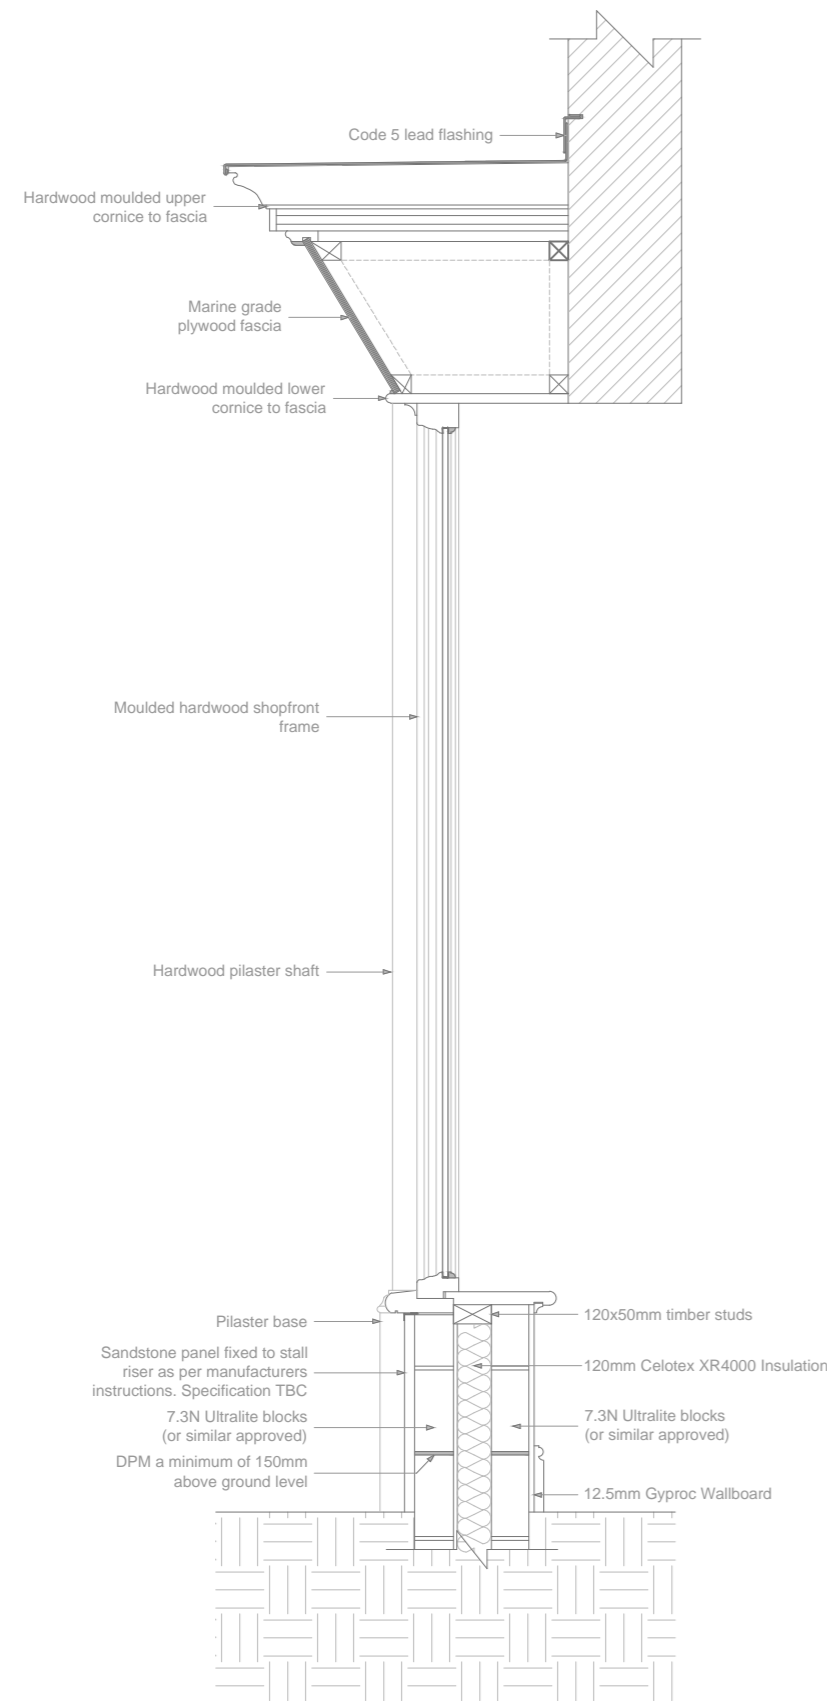 Code 5 lead flashing
Hardwood moulded upper
cornice to fascia
Marine grade
plywood fascia
Hardwood moulded lower
cornice to fascia
Moulded hardwood shopfront
frame
Hardwood pilaster shaft
Pilaster base
Sandstone panel fixed to stall
riser as per manufacturers
instructions. Specification TBC
7.3N Ultralite blocks
(or similar approved)
DPM a minimum of 150mm
above ground level
120x50mm timber studs
120mm Celotex XR4000 Insulation
7.3N Ultralite blocks
(or similar approved)
12.5mm Gyproc Wallboard